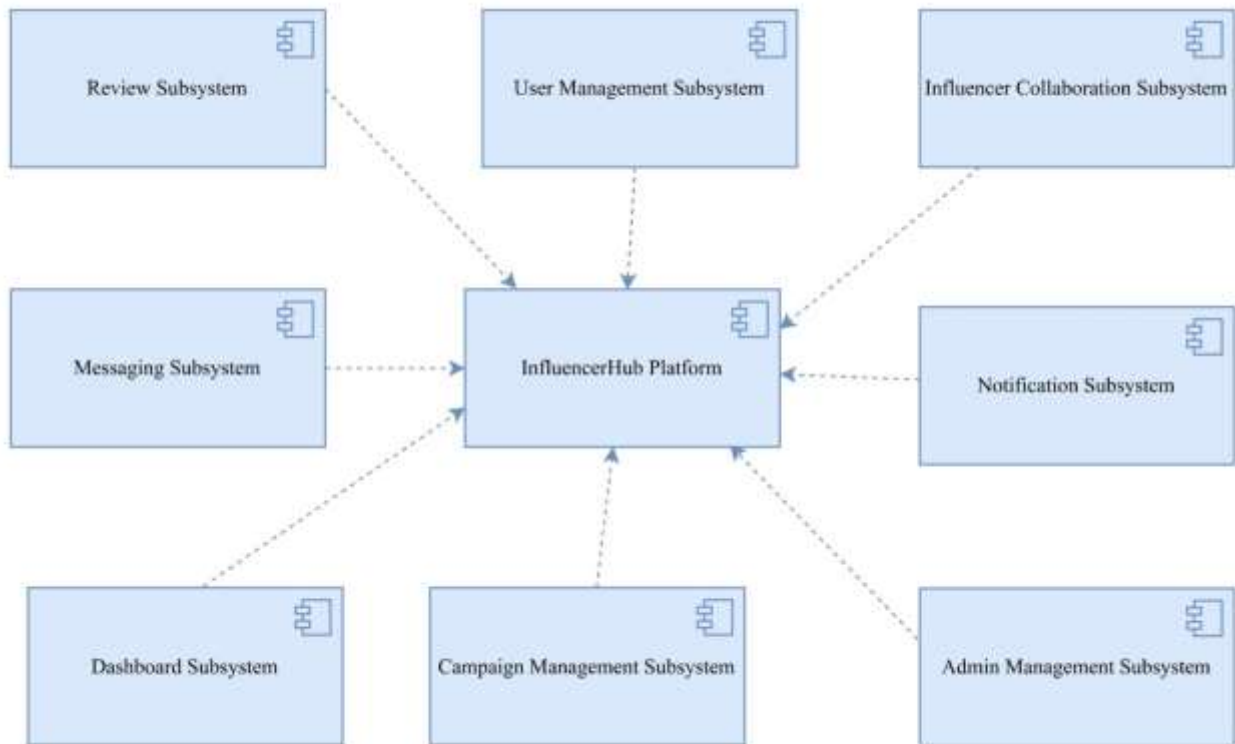 Review Subsystem
User Management Subsystem
Influencer Collaboration Subsystem
Messaging Subsystem
InfluencerHub Platform
Notification Subsystem
Dashboard Subsystem
Campaign Management Subsystem
Admin Management Subsystem